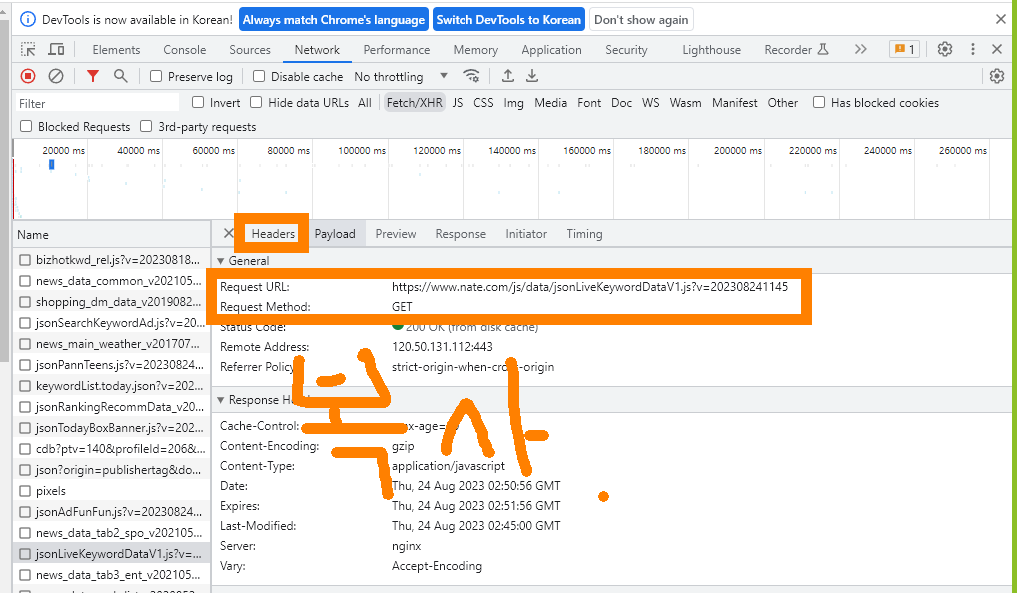 DevTools is now available in Korean! Always match Chrome's language Switch DevTools to Korean Don't show again
Elements Console Sources Network Performance Memory Application Security Lighthouse Recorder 1
Preserve log Disable cache No throttling
Filter Invert Hide data URLs All Fetch/XHR JS CSS Img Media Font Doc WS Wasm Manifest Other Has blocked cookies
Blocked Requests 3rd-party requests
20000 ms 40000 ms 60000 ms 80000 ms 100000 ms 120000 ms 140000 ms 160000 ms 180000 ms 200000 ms 220000 ms 240000 ms 260000 ms
Name
bizhotkwd_rel.js?v=20230818...
news_data_common_v202105...
shopping_dm_data_v2019082...
jsonSearchKeywordAd.js?v=20...
news_main_weather_v201707...
jsonPannTeens.js?v=20230824...
keywordList.today.json?v=202...
jsonRankingRecommData_v20...
jsonTodayBoxBanner.js?v=202...
cdb?ptv=140&profileId=206&...
json?origin=publishertag&do...
pixels
jsonAdFunFun.js?v=20230824...
news_data_tab2_spo_v202105...
jsonLiveKeywordDataV1.js?v=...
news_data_tab3_ent_v202105...
Headers Payload Preview Response Initiator Timing
General
Request URL: https://www.nate.com/js/data/jsonLiveKeywordDataV1.js?v=202308241145
Request Method: GET
Status Code: 200 OK (from disk cache)
Remote Address: 120.50.131.112:443
Referrer Policy strict-origin-when-cross-origin
복사.
Response
Cache-Control:
Content-Encoding: gzip
Content-Type: application/javascript
Date: Thu, 24 Aug 2023 02:50:56 GMT
Expires: Thu, 24 Aug 2023 02:51:56 GMT
Last-Modified: Thu, 24 Aug 2023 02:45:00 GMT
Server: nginx
Vary: Accept-Encoding